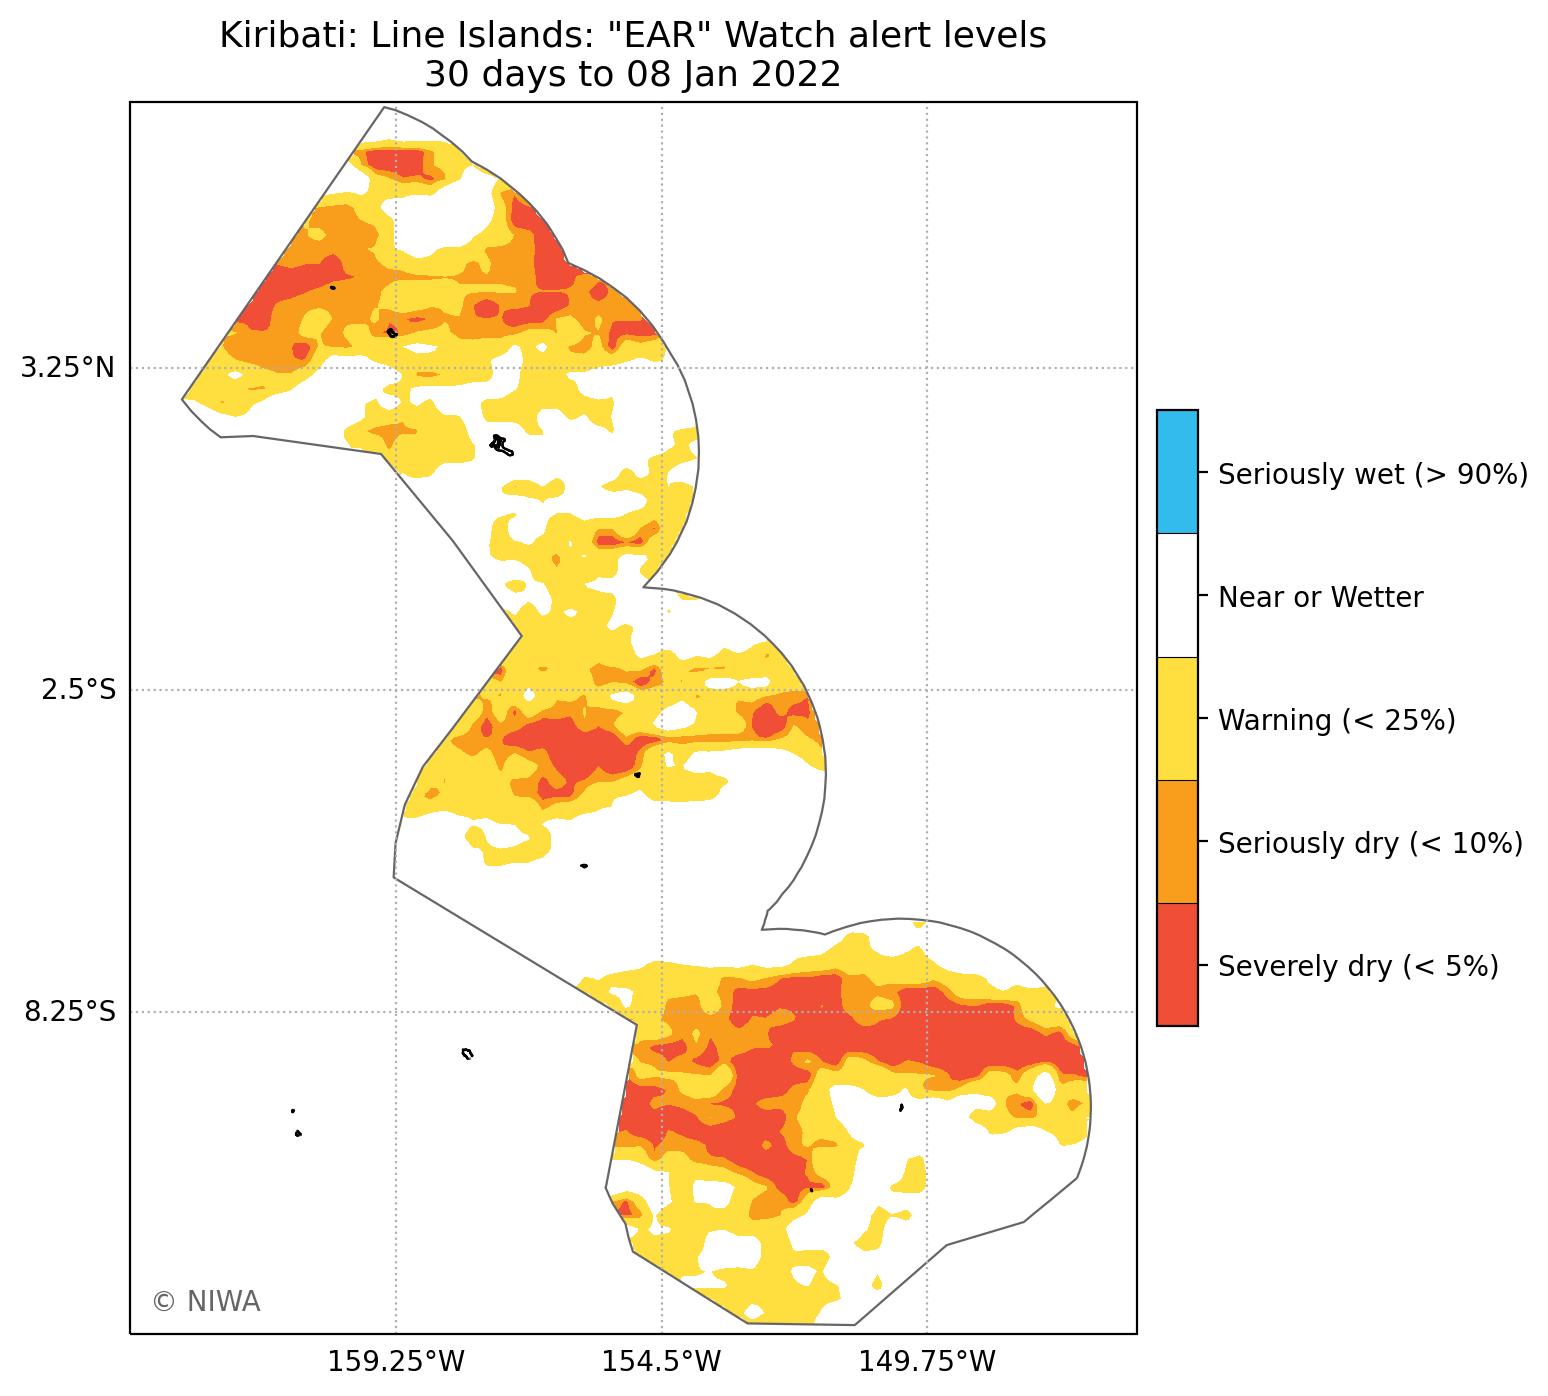 Kiribati: Line Islands: "EAR" Watch alert levels
30 days to 08 Jan 2022
3.25°N
2.5°S
8.25°S
159.25°W
154.5°W
149.75°W
© NIWA
Seriously wet (> 90%)
Near or Wetter
Warning (< 25%)
Seriously dry (< 10%)
Severely dry (< 5%)